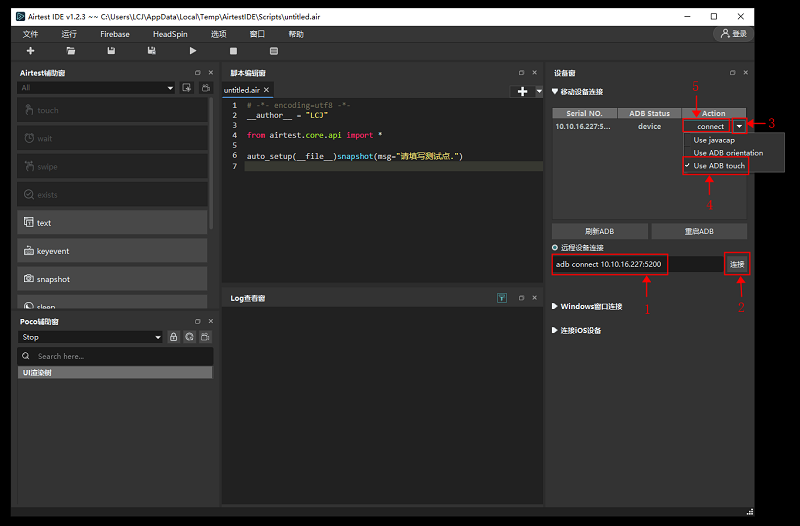 Airtest IDE v1.2.3 ~~ C:\Users\LCJ\AppData\Local\Temp\AirtestIDE\Scripts\untitled.air
文件 运行 Firebase HeadSpin 选项 窗口 帮助 登录
Airtest辅助窗
All
touch
wait
swipe
exists
text
keyevent
snapshot
sleep
Poco辅助窗
Stop
Search here...
UI渲染树
脚本编辑窗
untitled.air
1 # -*- encoding=utf8 -*-
2 __author__ = "LCJ"
3
4 from airtest.core.api import *
5
6 auto_setup(__file__)snapshot(msg="请填写测试点.")
7
Log查看窗
设备窗
移动设备连接
5
Serial NO. ADB Status Action
10.10.16.227:5... device connect
3
Use javacap
Use ADB orientation
Use ADB touch
4
刷新ADB 重启ADB
远程设备连接
adb connect 10.10.16.227:5200 连接
1 2
Windows窗口连接
连接iOS设备